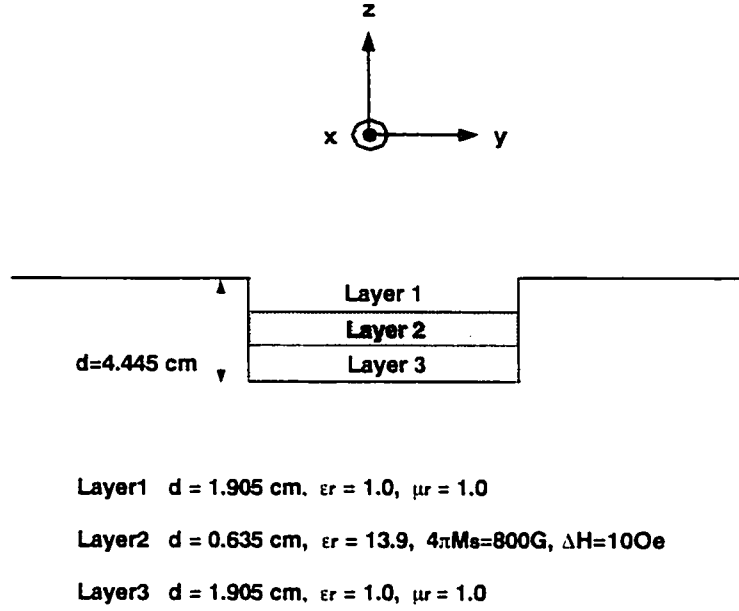 z
x
y
Layer 1
Layer 2
Layer 3
d=4.445 cm
Layer1 d = 1.905 cm, εr = 1.0, μr = 1.0
Layer2 d = 0.635 cm, εr = 13.9, 4πMs=800G, ΔH=10Oe
Layer3 d = 1.905 cm, εr = 1.0, μr = 1.0